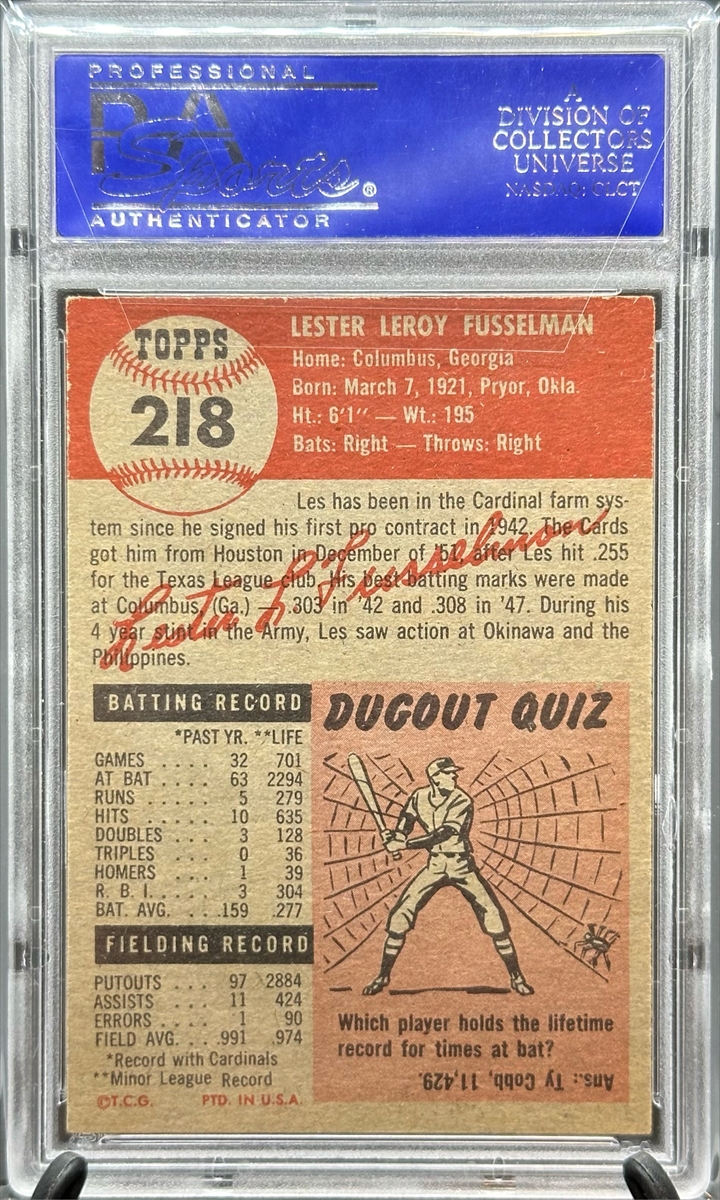 PROFESSIONAL
PSA
Sports®
AUTHENTICATOR
A
DIVISION OF
COLLECTORS
UNIVERSE
NASDAQ: CLCT
TOPPS
218
LESTER LEROY FUSSELMAN
Home: Columbus, Georgia
Born: March 7, 1921, Pryor, Okla.
Ht.: 6'1" — Wt.: 195
Bats: Right — Throws: Right
Les has been in the Cardinal farm sys-
tem since he signed his first pro contract in 1942. The Cards
got him from Houston in December of '51, after Les hit .255
for the Texas League club. His best batting marks were made
at Columbus, (Ga.) — .303 in '42 and .308 in '47. During his
4 year stint in the Army, Les saw action at Okinawa and the
Philippines.
Lester L Fusselman
BATTING RECORD
*PAST YR. **LIFE
GAMES .... 32 701
AT BAT .... 63 2294
RUNS ..... 5 279
HITS ..... 10 635
DOUBLES ... 3 128
TRIPLES ... 0 36
HOMERS ... 1 39
R. B. I. .... 3 304
BAT. AVG. ... .159 .277
FIELDING RECORD
PUTOUTS ... 97 2884
ASSISTS ... 11 424
ERRORS .... 1 90
FIELD AVG. ... .991 .974
*Record with Cardinals
**Minor League Record
©T.C.G. PTD. IN U.S.A.
DUGOUT QUIZ
Which player holds the lifetime
record for times at bat?
Ans.: Ty Cobb, 11,429.